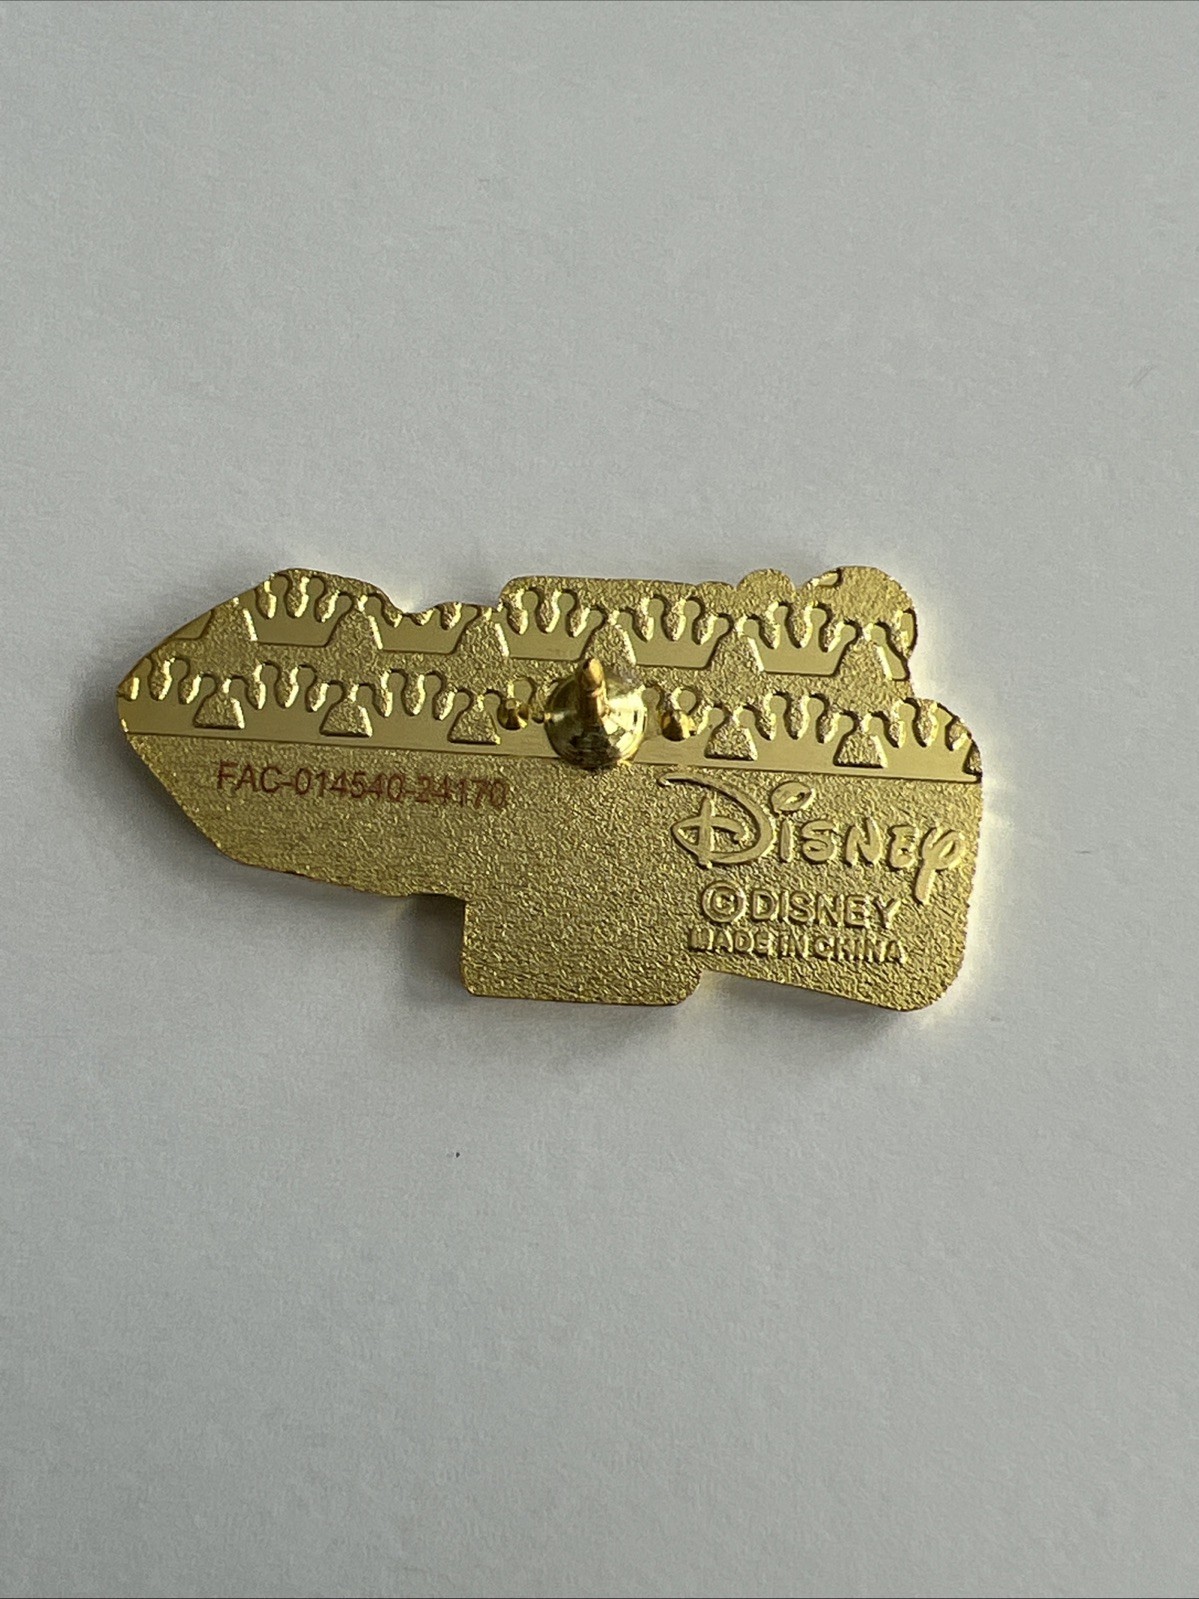 FAC-014540-24170
Disney
©DISNEY
MADE IN CHINA